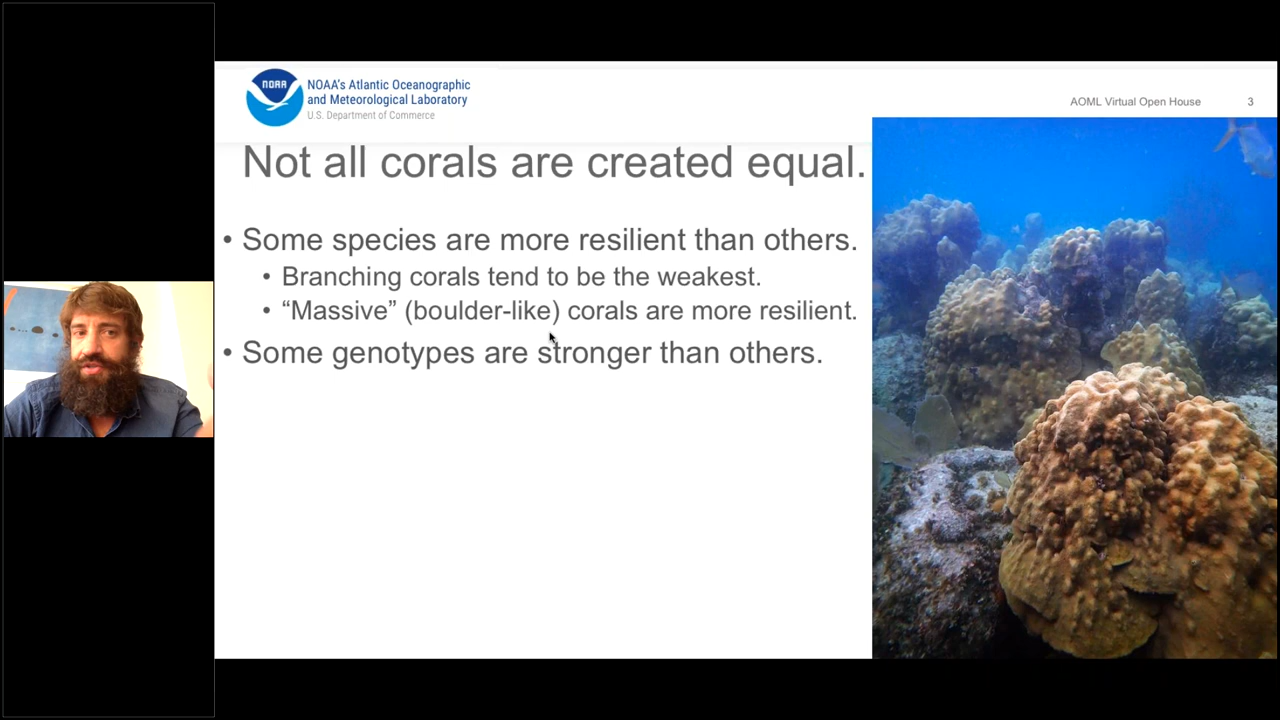 NOAA
NOAA's Atlantic Oceanographic
and Meteorological Laboratory
U.S. Department of Commerce
AOML Virtual Open House 3
Not all corals are created equal.
• Some species are more resilient than others.
• Branching corals tend to be the weakest.
• “Massive” (boulder-like) corals are more resilient.
• Some genotypes are stronger than others.